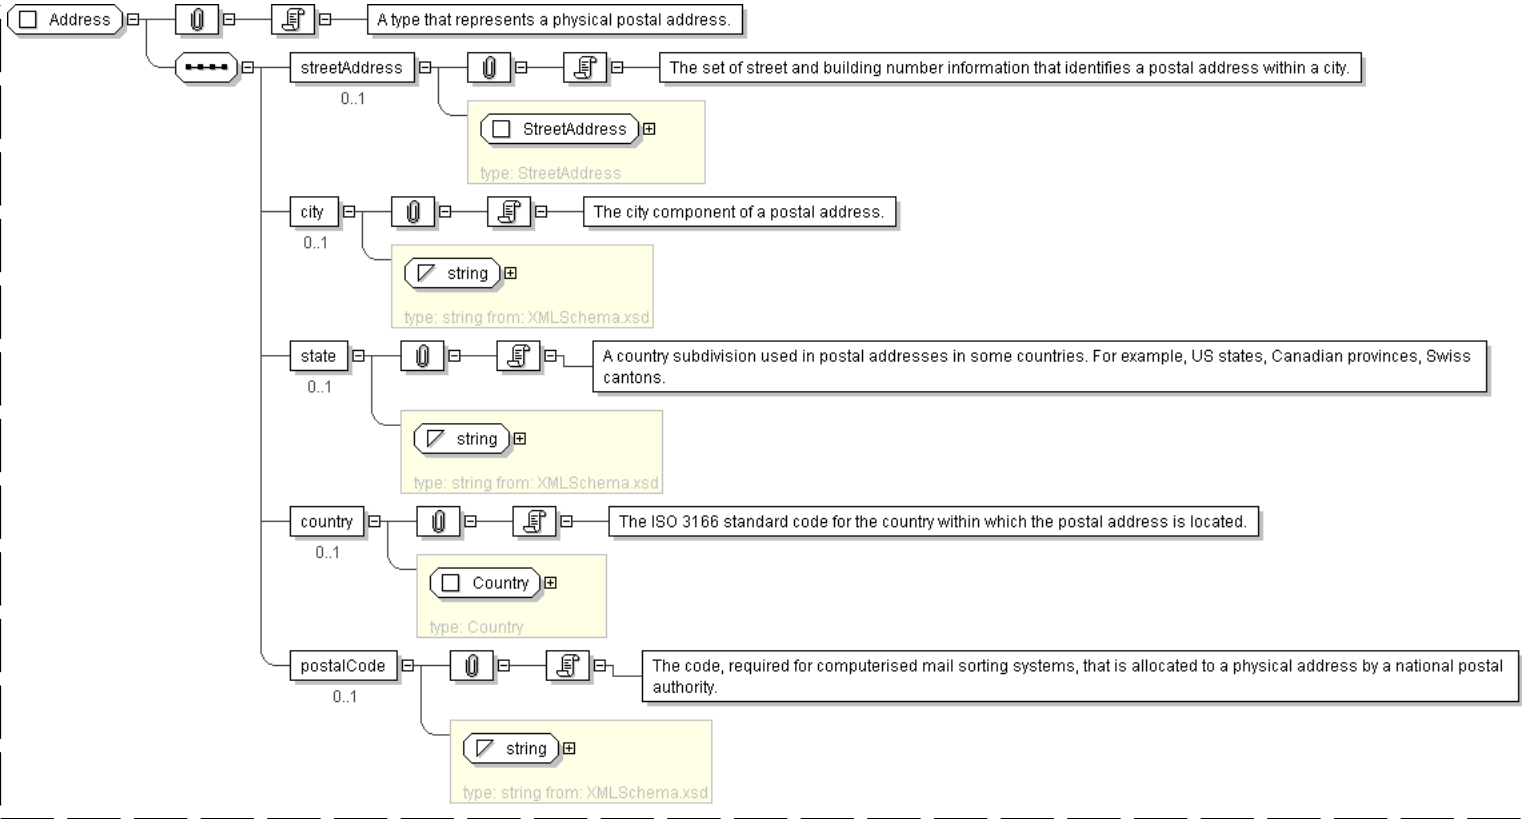 Address
A type that represents a physical postal address.
streetAddress
The set of street and building number information that identifies a postal address within a city.
0..1
StreetAddress
type: StreetAddress
city
The city component of a postal address.
0..1
string
type: string from: XMLSchema.xsd
state
A country subdivision used in postal addresses in some countries. For example, US states, Canadian provinces, Swiss
cantons.
0..1
string
type: string from: XMLSchema.xsd
country
The ISO 3166 standard code for the country within which the postal address is located.
0..1
Country
type: Country
postalCode
The code, required for computerised mail sorting systems, that is allocated to a physical address by a national postal
authority.
0..1
string
type: string from: XMLSchema.xsd